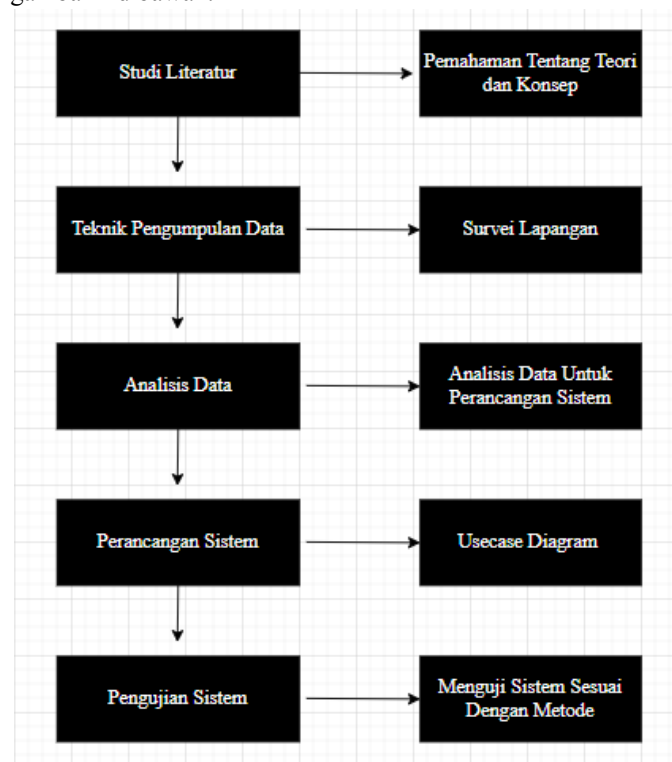 Studi Literatur
Pemahaman Tentang Teori
dan Konsep
Teknik Pengumpulan Data
Survei Lapangan
Analisis Data
Analisis Data Untuk
Perancangan Sistem
Perancangan Sistem
Usecase Diagram
Pengujian Sistem
Menguji Sistem Sesuai
Dengan Metode